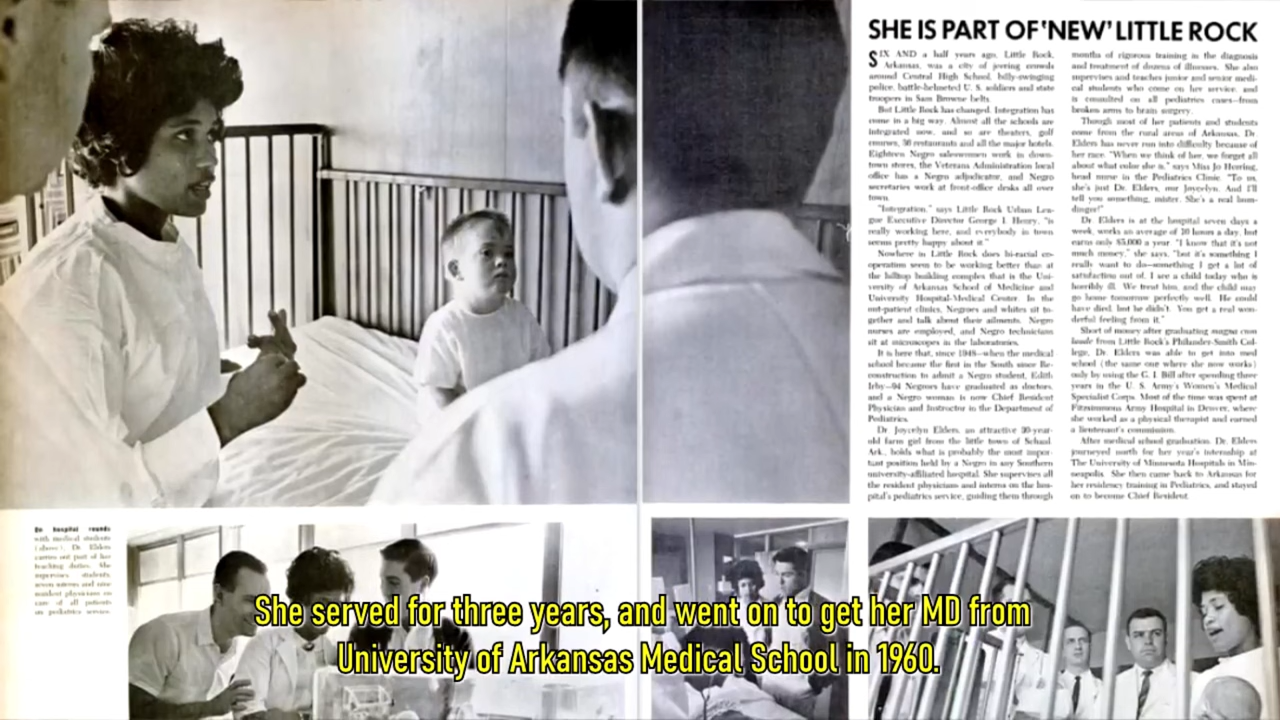 SHE IS PART OF 'NEW' LITTLE ROCK
SIX AND a half years ago, Little Rock,
Arkansas, was a city of jeering crowds
around Central High School, billy-swinging
police, battle-helmeted U. S. soldiers and state
troopers in Sam Browne belts.
But Little Rock has changed. Integration has
come in a big way. Almost all the schools are
integrated now, and so are theaters, golf
courses, 36 restaurants and all the major hotels.
Eighteen Negro saleswomen work in down-
town stores, the Veterans Administration local
office has a Negro adjudicator, and Negro
secretaries work at front-office desks all over
town.
"Integration," says Little Rock Urban Lea-
gue Executive Director George I. Henry, "is
really working here, and everybody in town
seems pretty happy about it."
Nowhere in Little Rock does bi-racial co-
operation seem to be working better than at
the hilltop building complex that is the Uni-
versity of Arkansas School of Medicine and
University Hospital-Medical Center. In the
out-patient clinics, Negroes and whites sit to-
gether and talk about their ailments. Negro
nurses are employed, and Negro technicians
sit at microscopes in the laboratories.
It is here that, since 1948—when the medical
school became the first in the South since Re-
construction to admit a Negro student, Edith
Irby—94 Negroes have graduated as doctors,
and a Negro woman is now Chief Resident
Physician and Instructor in the Department of
Pediatrics.
Dr. Joycelyn Elders, an attractive 30-year-
old farm girl from the little town of Schaal,
Ark., holds what is probably the most impor-
tant position held by a Negro in any Southern
university-affiliated hospital. She supervises all
the resident physicians and interns on the hos-
pital's pediatrics service, guiding them through
months of rigorous training in the diagnosis
and treatment of dozens of illnesses. She also
supervises and teaches junior and senior medi-
cal students who come on her service, and
is consulted on all pediatrics cases—from
broken arms to brain surgery.
Though most of her patients and students
come from the rural areas of Arkansas, Dr.
Elders has never run into difficulty because of
her race. "When we think of her, we forget all
about what color she is," says Miss Jo Herring,
head nurse in the Pediatrics Clinic. "To us,
she's just Dr. Elders, our Joycelyn. And I'll
tell you something, mister. She's a real hum-
dinger!"
Dr. Elders is at the hospital seven days a
week, works an average of 10 hours a day, but
earns only $5,000 a year. "I know that it's not
much money," she says, "but it's something I
really want to do—something I get a lot of
satisfaction out of. I see a child today who is
horribly ill. We treat him, and the child may
go home tomorrow perfectly well. He could
have died, but he didn't. You get a real won-
derful feeling from it."
Short of money after graduating magna cum
laude from Little Rock's Philander-Smith Col-
lege, Dr. Elders was able to get into med
school (the same one where she now works)
only by using the G. I. Bill after spending three
years in the U. S. Army's Women's Medical
Specialist Corps. Most of the time was spent at
Fitzsimmons Army Hospital in Denver, where
she worked as a physical therapist and earned
a lieutenant's commission.
After medical school graduation, Dr. Elders
journeyed north for her year's internship at
The University of Minnesota Hospitals in Min-
neapolis. She then came back to Arkansas for
her residency training in Pediatrics, and stayed
on to become Chief Resident.
On hospital rounds
with medical students
(above), Dr. Elders
carries out part of her
teaching duties. She
supervises students,
seven interns and nine
resident physicians on
care of all patients
on pediatrics service.
She served for three years, and went on to get her MD from
University of Arkansas Medical School in 1960.